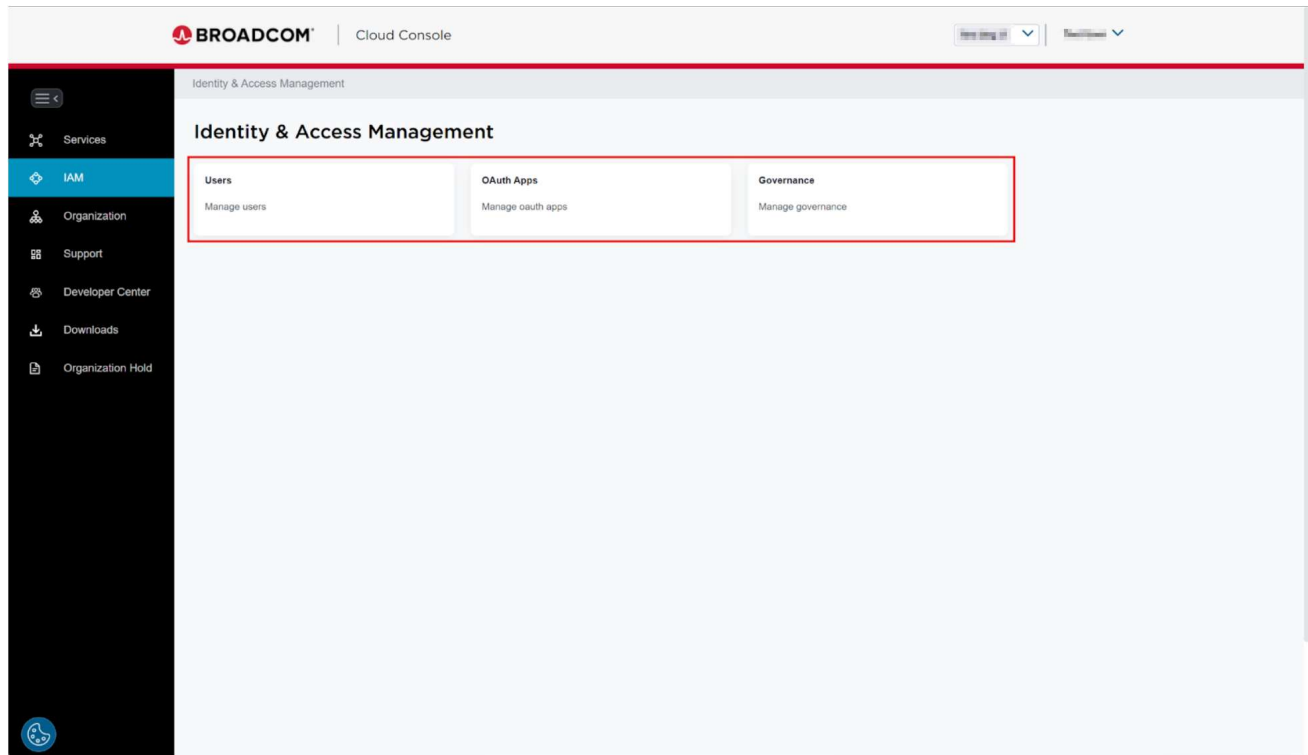 BROADCOM Cloud Console
Identity & Access Management
Services
IAM
Organization
Support
Developer Center
Downloads
Organization Hold
Identity & Access Management
Users
Manage users
OAuth Apps
Manage oauth apps
Governance
Manage governance